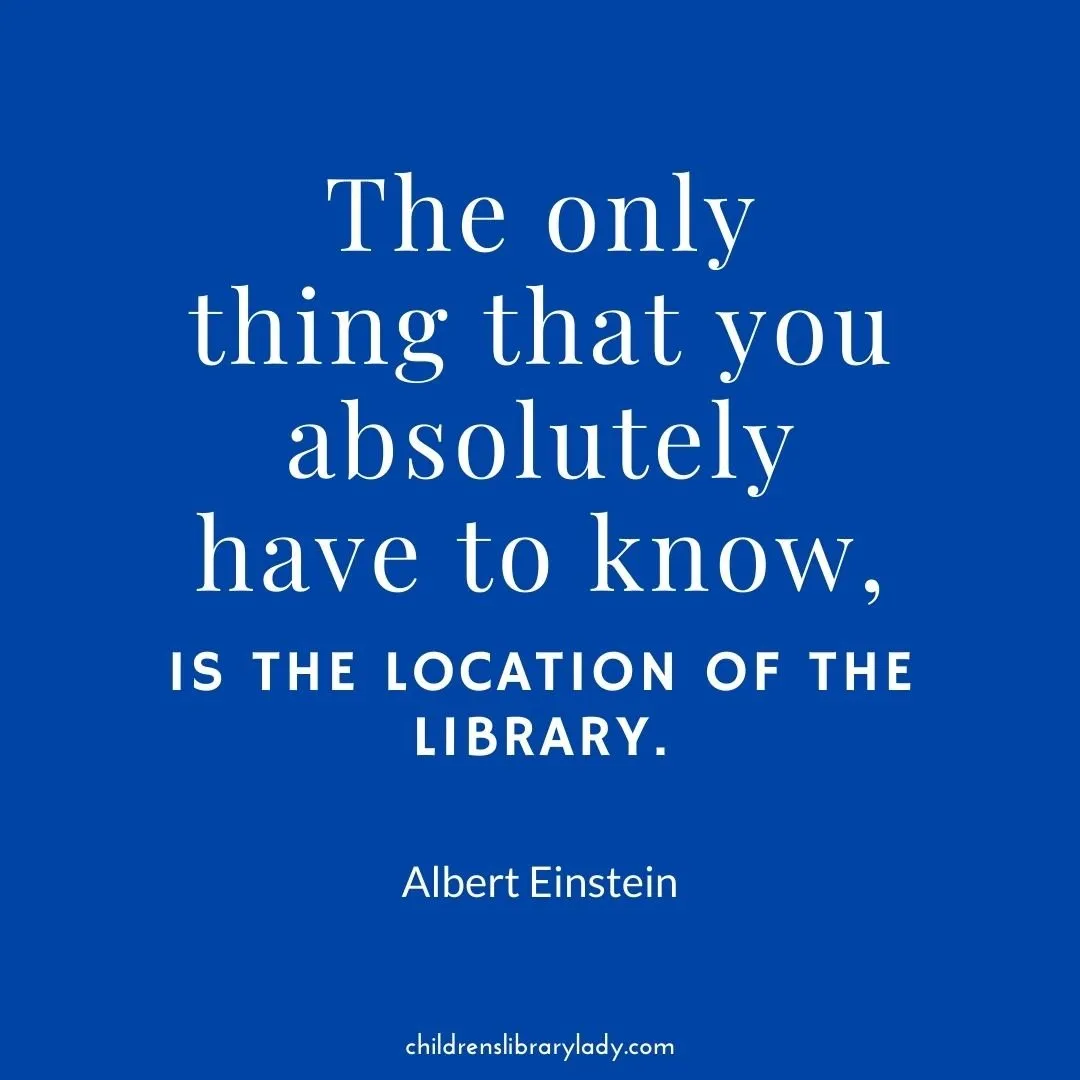 The only
thing that you
absolutely
have to know,
IS THE LOCATION OF THE
LIBRARY.
Albert Einstein
childrenslibrarylady.com